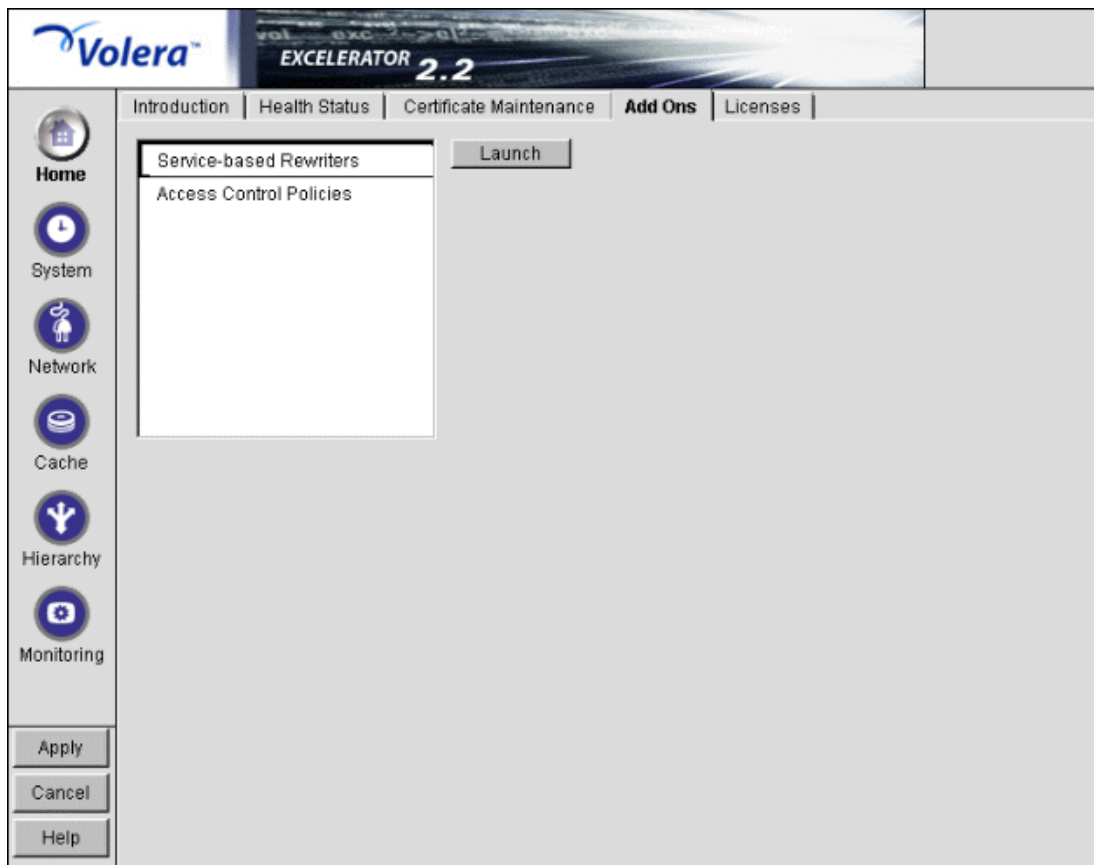 Volera™
EXCELERATOR 2.2
Introduction
Health Status
Certificate Maintenance
Add Ons
Licenses
Home
System
Network
Cache
Hierarchy
Monitoring
Service-based Rewriters
Access Control Policies
Launch
Apply
Cancel
Help